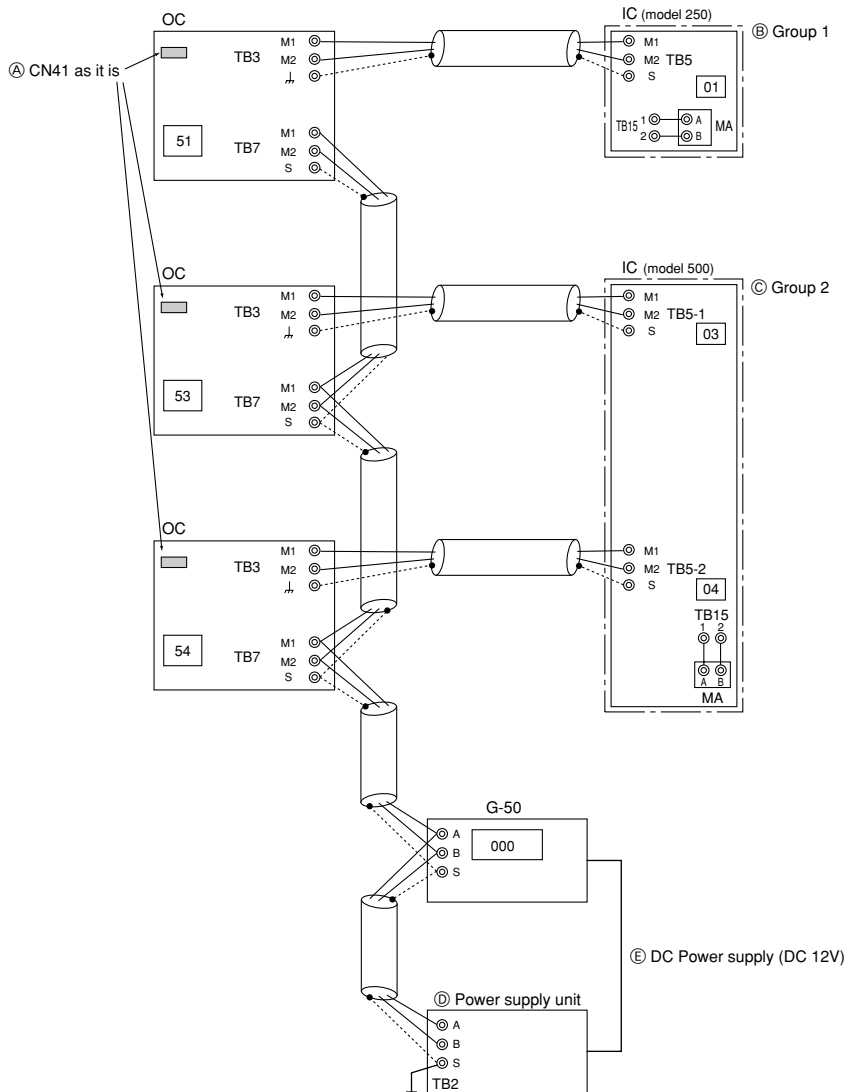 OC
IC (model 250)
Ⓑ Group 1
Ⓐ CN41 as it is
TB3
M1
M2
51
TB7
M1
M2
S
M1
M2 TB5
S
01
TB15
1
2
A
B
MA
OC
IC (model 500)
Ⓒ Group 2
TB3
M1
M2
53
TB7
M1
M2
S
M1
M2 TB5-1
S
03
OC
TB3
M1
M2
54
TB7
M1
M2
S
M1
M2 TB5-2
S
04
TB15
1 2
A B
MA
G-50
A
B
S
000
Ⓔ DC Power supply (DC 12V)
Ⓓ Power supply unit
A
B
S
TB2